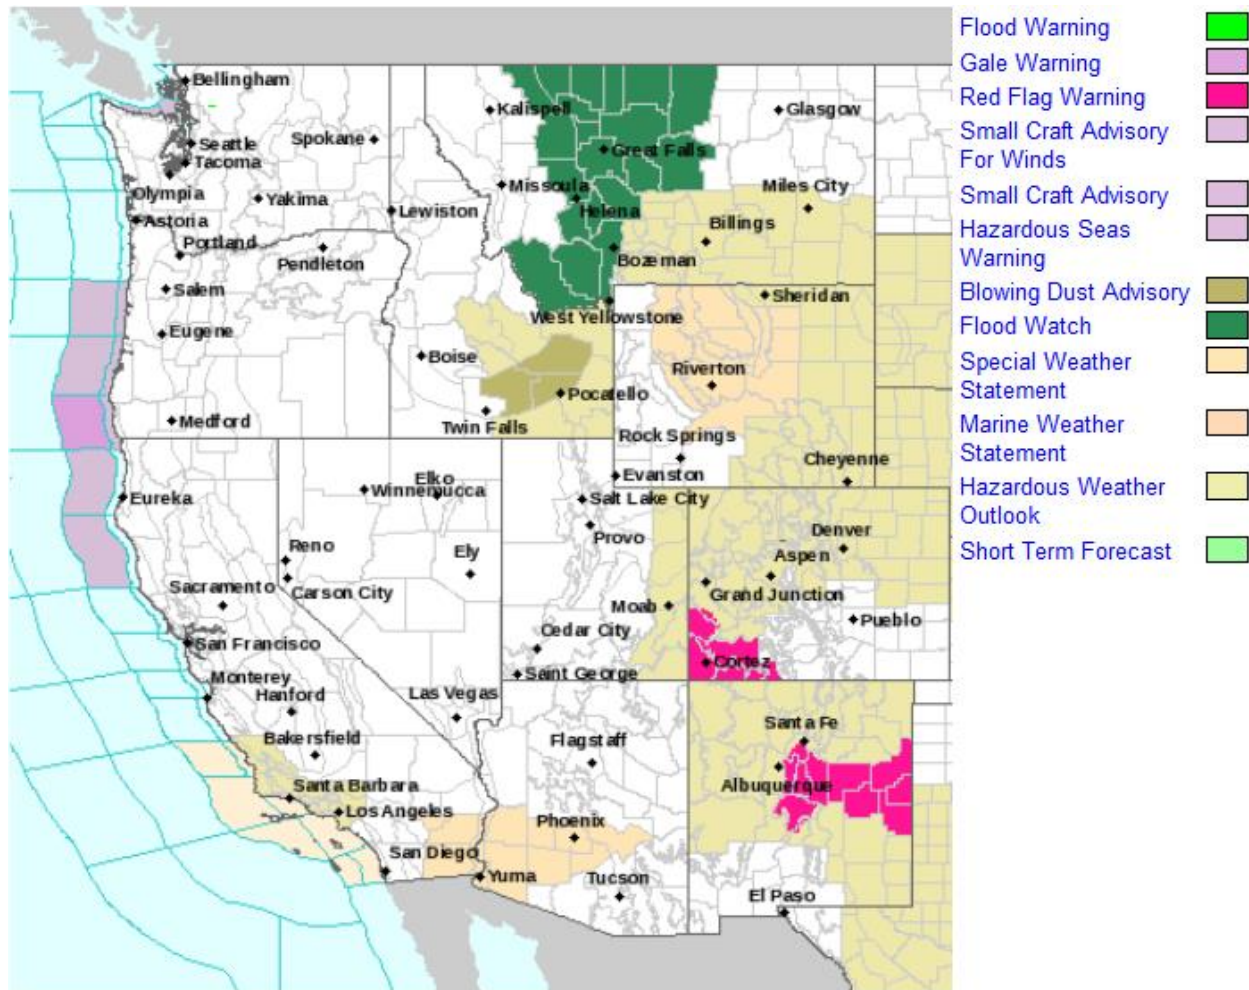 Bellingham
Kalispell
Glasgow
Seattle
Spokane
Great Falls
Tacoma
Olympia
Missoula
Miles City
Yakima
Lewiston
Helena
Astoria
Billings
Portland
Pendleton
Bozeman
Salem
Sheridan
West Yellowstone
Eugene
Boise
Riverton
Pocatello
Medford
Twin Falls
Rock Springs
Cheyenne
Evanston
Elko
Winnemucca
Eureka
Salt Lake City
Provo
Denver
Reno
Ely
Aspen
Sacramento
Carson City
Grand Junction
Moab
Pueblo
Cedar City
San Francisco
Cortez
Saint George
Monterey
Hanford
Las Vegas
Santa Fe
Bakersfield
Flagstaff
Santa Barbara
Albuquerque
Los Angeles
Phoenix
San Diego
Yuma
Tucson
El Paso
Flood Warning
Gale Warning
Red Flag Warning
Small Craft Advisory
For Winds
Small Craft Advisory
Hazardous Seas
Warning
Blowing Dust Advisory
Flood Watch
Special Weather
Statement
Marine Weather
Statement
Hazardous Weather
Outlook
Short Term Forecast